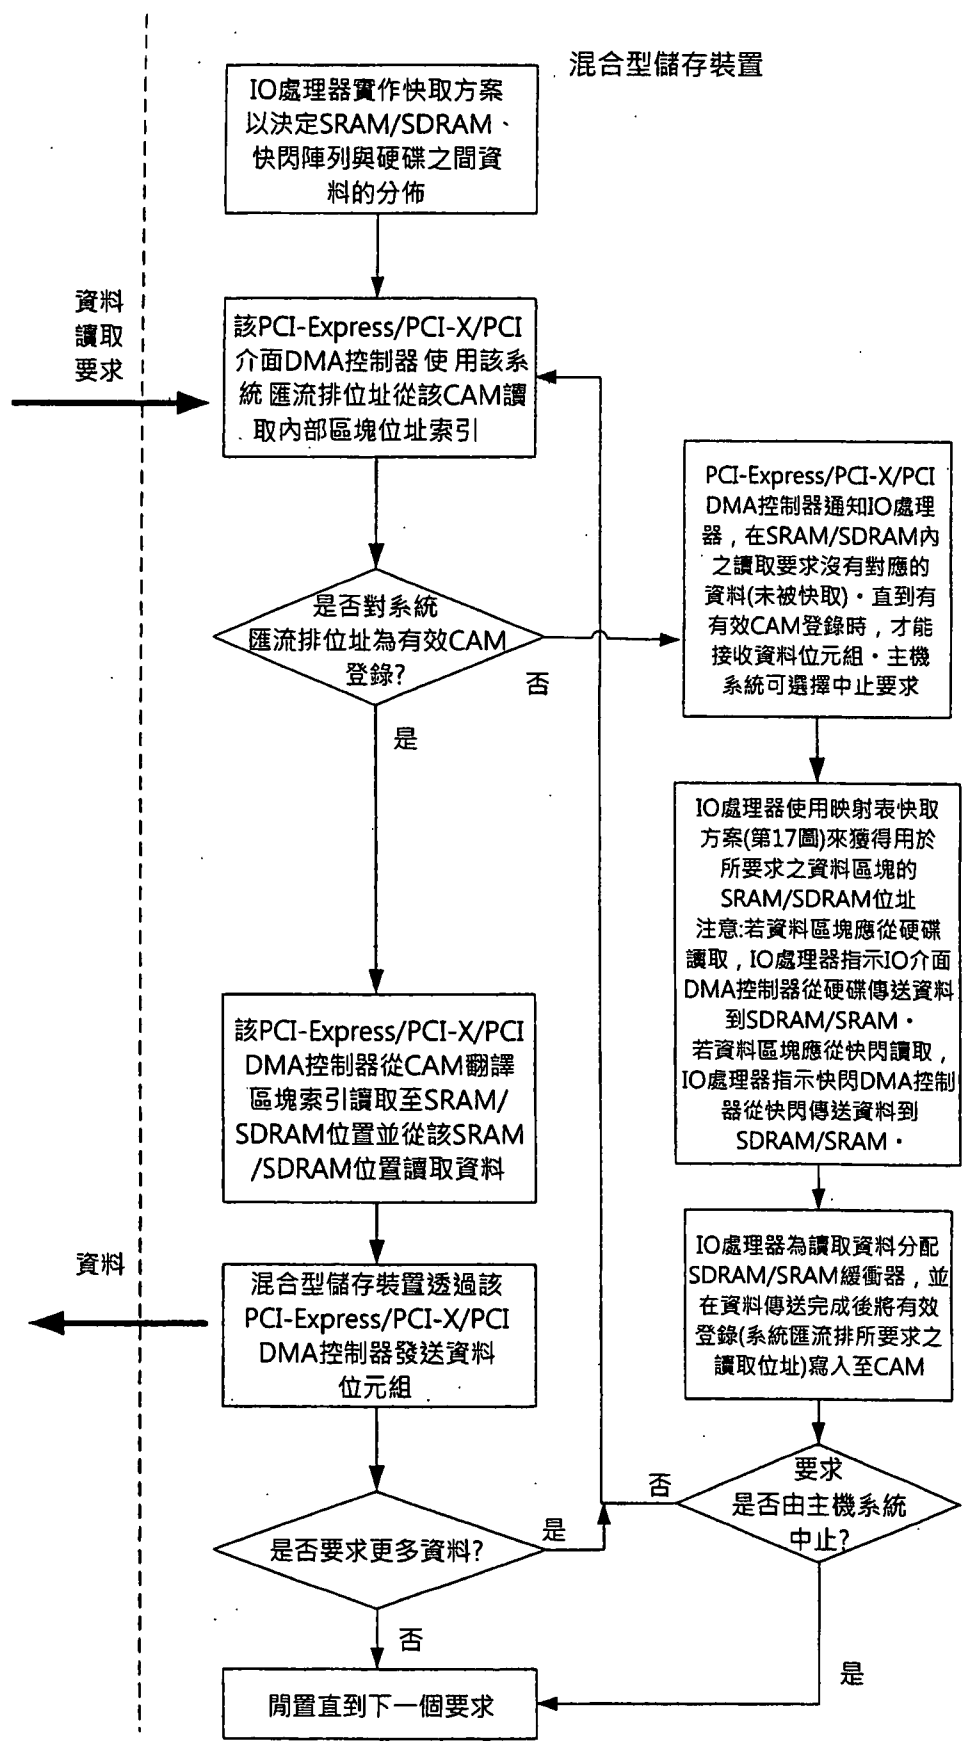 混合型儲存裝置
IO處理器實作快取方案
以決定SRAM/SDRAM、
快閃陣列與硬碟之間資
料的分佈
資料
讀取
要求
該PCI-Express/PCI-X/PCI
介面DMA控制器 使 用該系
統 匯流排位址從該CAM讀
取內部區塊位址索引
是否對系統
匯流排位址為有效CAM
登錄?
否
是
PCI-Express/PCI-X/PCI
DMA控制器通知IO處理
器，在SRAM/SDRAM內
之讀取要求沒有對應的
資料(未被快取)。直到有
有效CAM登錄時，才能
接收資料位元組。主機
系統可選擇中止要求
IO處理器使用映射表快取
方案(第17圖)來獲得用於
所要求之資料區塊的
SRAM/SDRAM位址
注意:若資料區塊應從硬碟
讀取，IO處理器指示IO介面
DMA控制器從硬碟傳送資料
到SDRAM/SRAM。
若資料區塊應從快閃讀取，
IO處理器指示快閃DMA控制
器從快閃傳送資料到
SDRAM/SRAM。
該PCI-Express/PCI-X/PCI
DMA控制器從CAM翻譯
區塊索引讀取至SRAM/
SDRAM位置並從該SRAM
/SDRAM位置讀取資料
IO處理器為讀取資料分配
SDRAM/SRAM緩衝器，並
在資料傳送完成後將有效
登錄(系統匯流排所要求之
讀取位址)寫入至CAM
資料
混合型儲存裝置透過該
PCI-Express/PCI-X/PCI
DMA控制器發送資料
位元組
要求
是否由主機系統
中止?
否
是
是否要求更多資料?
是
否
閒置直到下一個要求